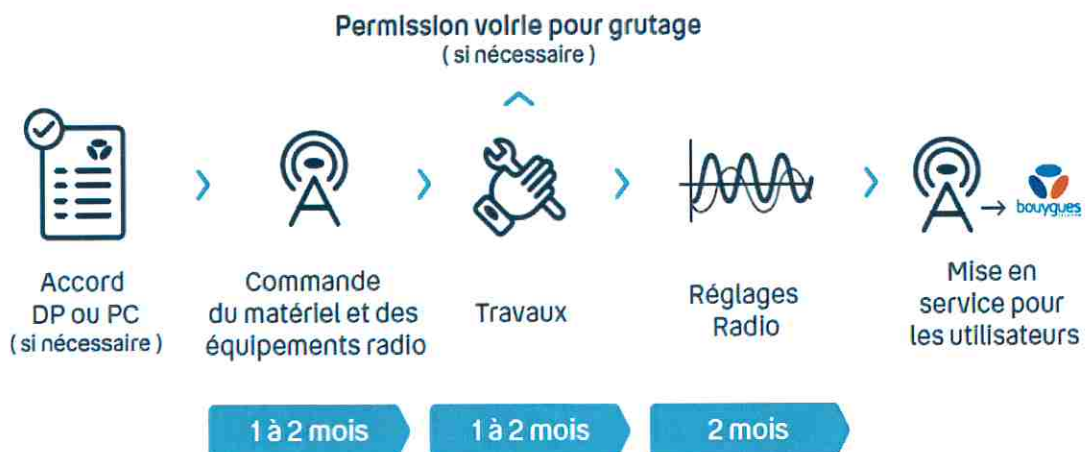 Permission voirie pour grutage
( si nécessaire )
Accord
DP ou PC
( si nécessaire )
Commande
du matériel et des
équipements radio
Travaux
Réglages
Radio
bouygues
Mise en
service pour
les utilisateurs
1 à 2 mois
1 à 2 mois
2 mois